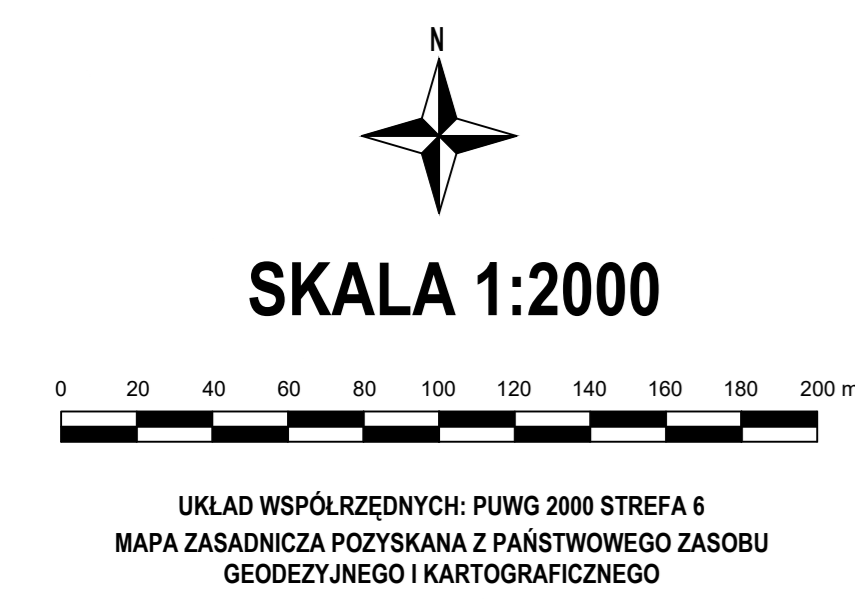 N
SKALA 1:2000
0 20 40 60 80 100 120 140 160 180 200 m
UKŁAD WSPÓŁRZĘDNYCH: PUWG 2000 STREFA 6
MAPA ZASADNICZA POZYSKANA Z PAŃSTWOWEGO ZASOBU
GEODEZYJNEGO I KARTOGRAFICZNEGO